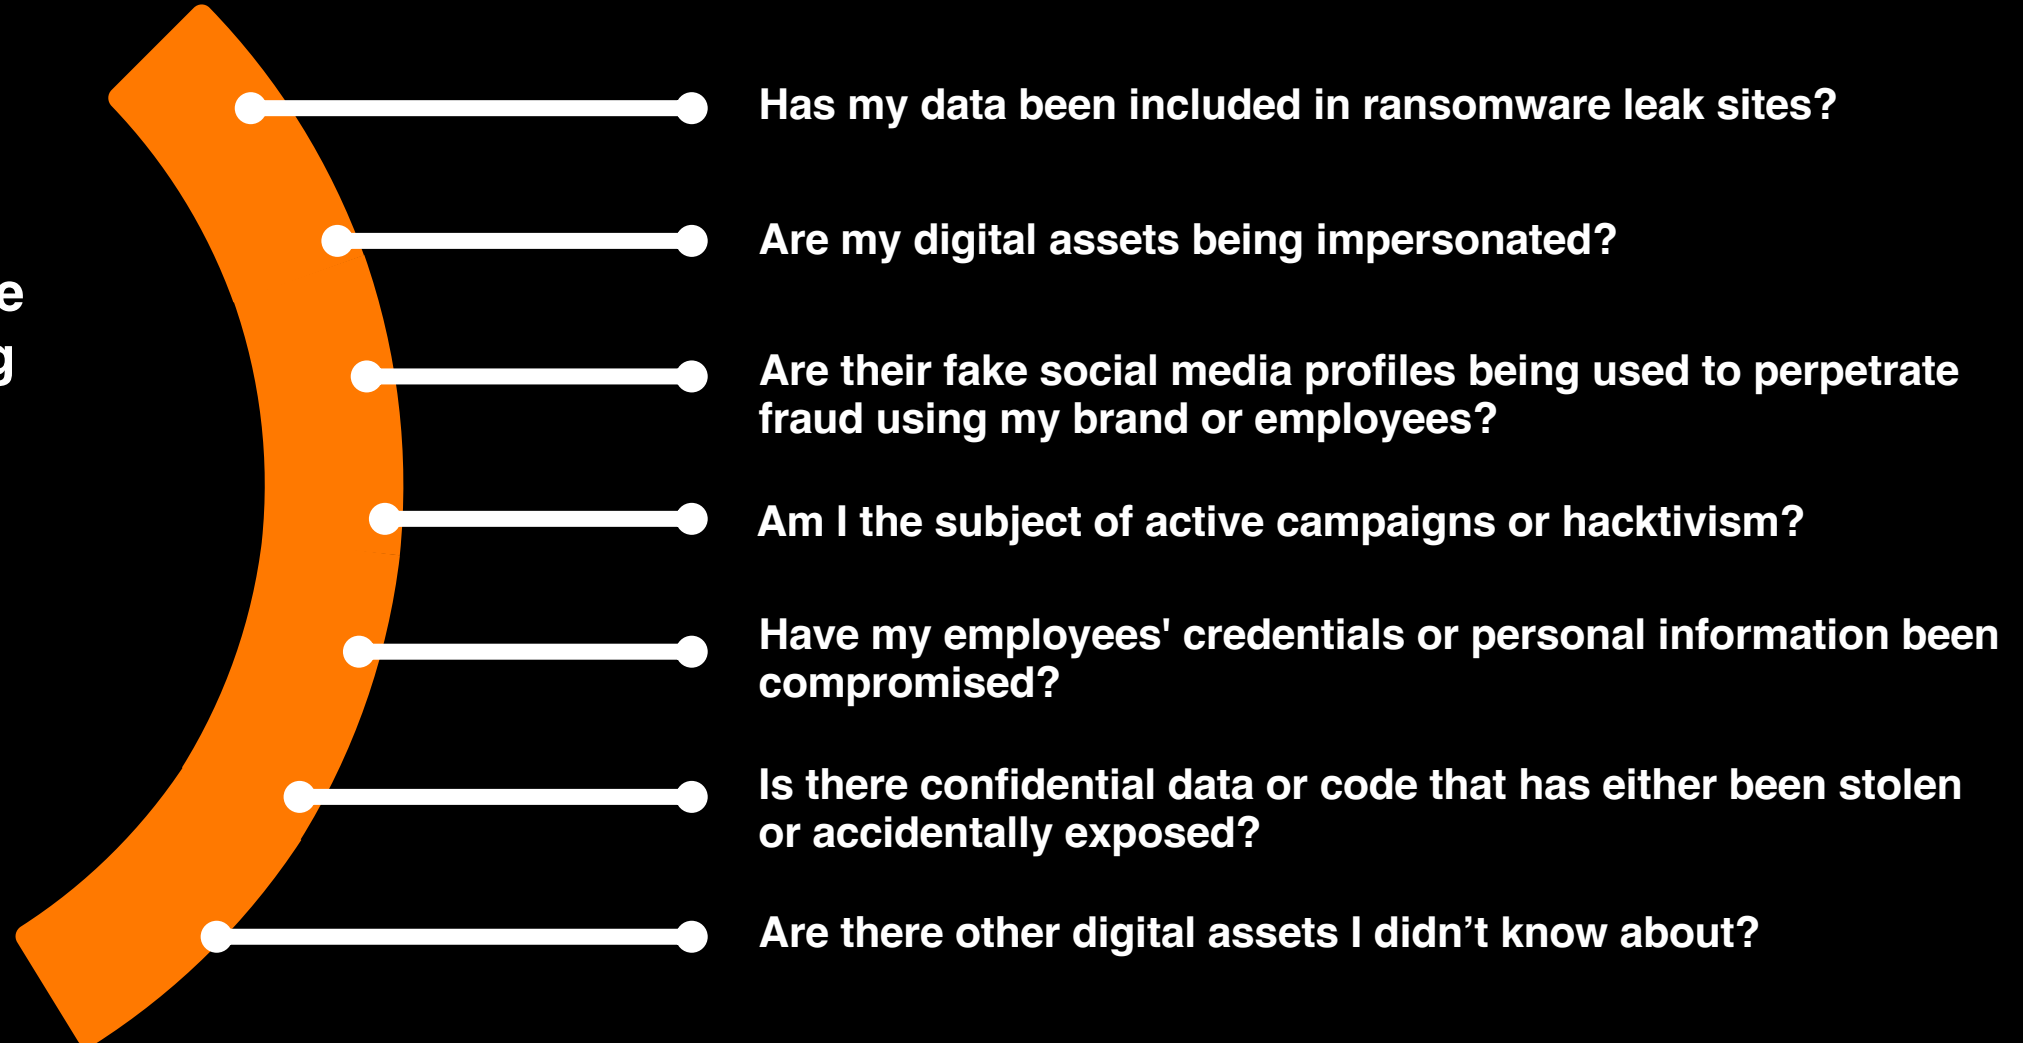 Has my data been included in ransomware leak sites?
Are my digital assets being impersonated?
Are their fake social media profiles being used to perpetrate
fraud using my brand or employees?
Am I the subject of active campaigns or hacktivism?
Have my employees' credentials or personal information been
compromised?
Is there confidential data or code that has either been stolen
or accidentally exposed?
Are there other digital assets I didn’t know about?